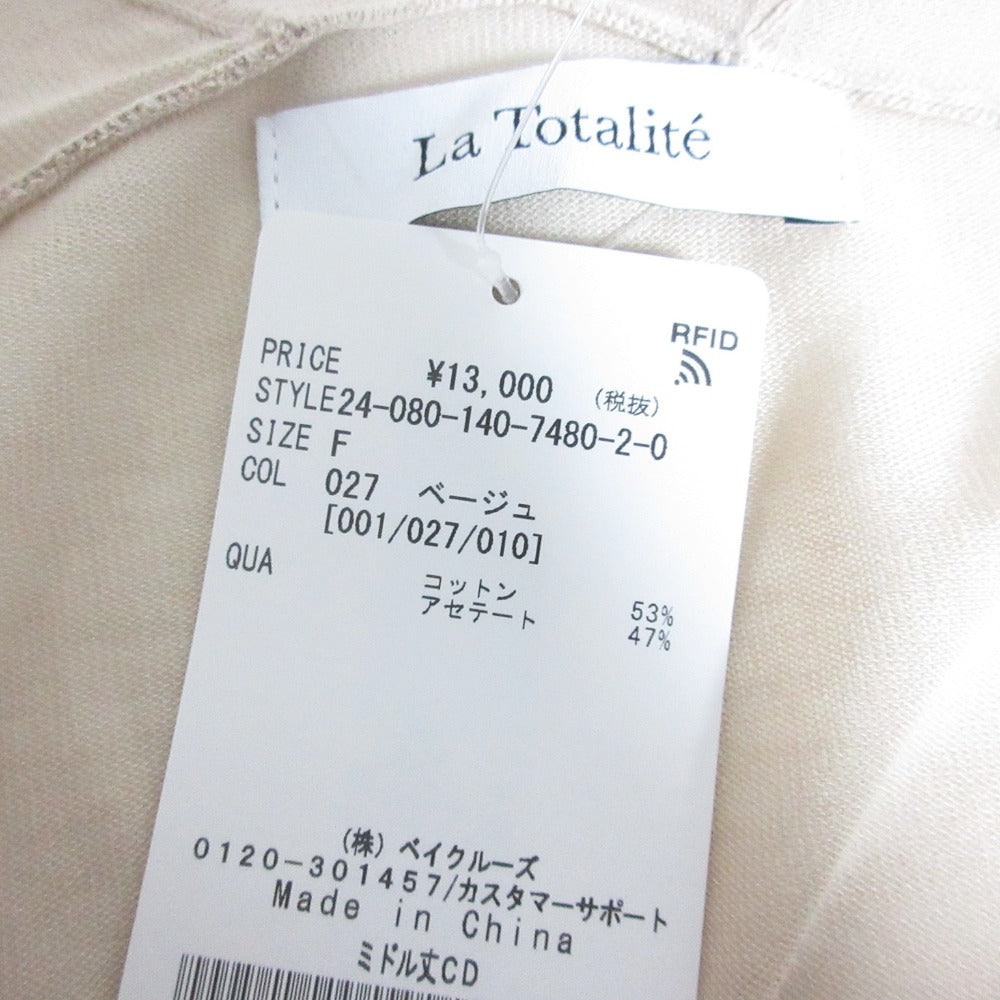 La Totalité
RFID
PRICE ¥13,000 (税抜)
STYLE24-080-140-7480-2-0
SIZE F
COL 027 ベージュ
[001/027/010]
QUA
コットン 53%
アセテート 47%
(株) ベイクルーズ
0120-301457/カスタマーサポート
Made in China
ミドル丈CD